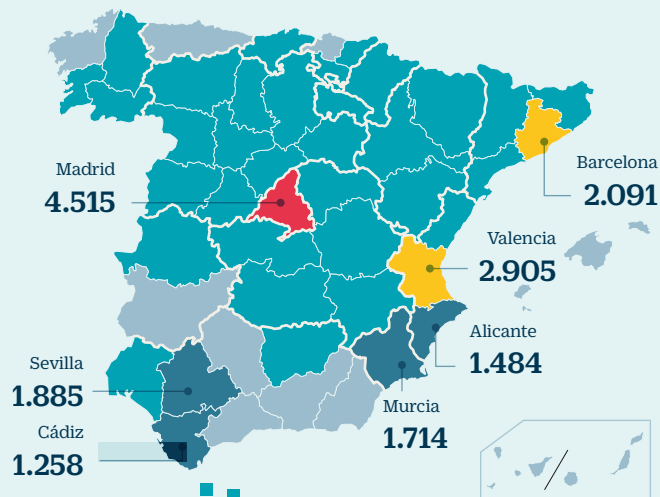 Madrid
4.515
Barcelona
2.091
Valencia
2.905
Alicante
1.484
Sevilla
1.885
Murcia
1.714
Cádiz
1.258